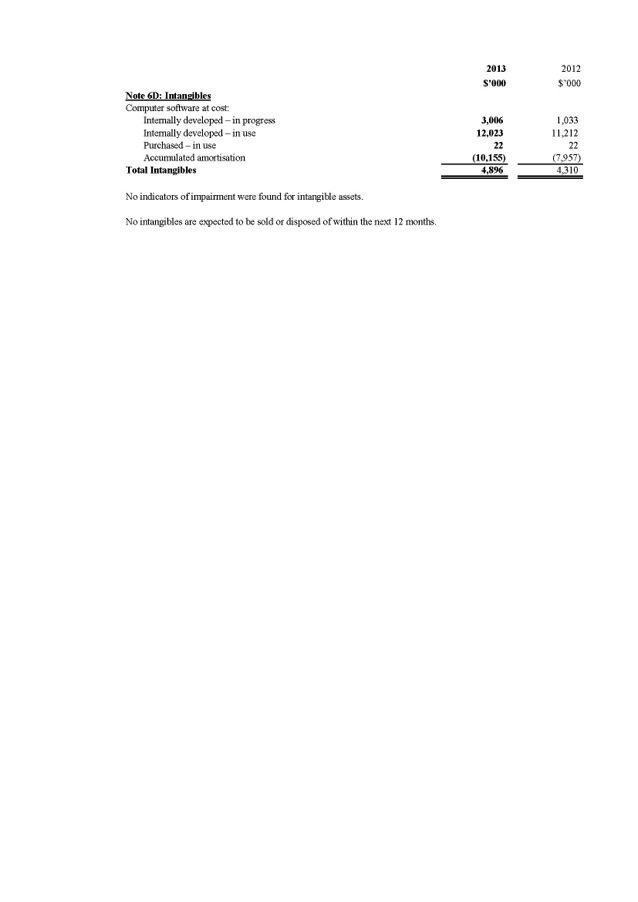 2013 2012
$'000 $'000
Note 6D: Intangibles
Computer software at cost:
Internally developed – in progress 3,006 1,033
Internally developed – in use 12,023 11,212
Purchased – in use 22 22
Accumulated amortisation (10,155) (7,957)
Total Intangibles 4,896 4,310
No indicators of impairment were found for intangible assets.
No intangibles are expected to be sold or disposed of within the next 12 months.